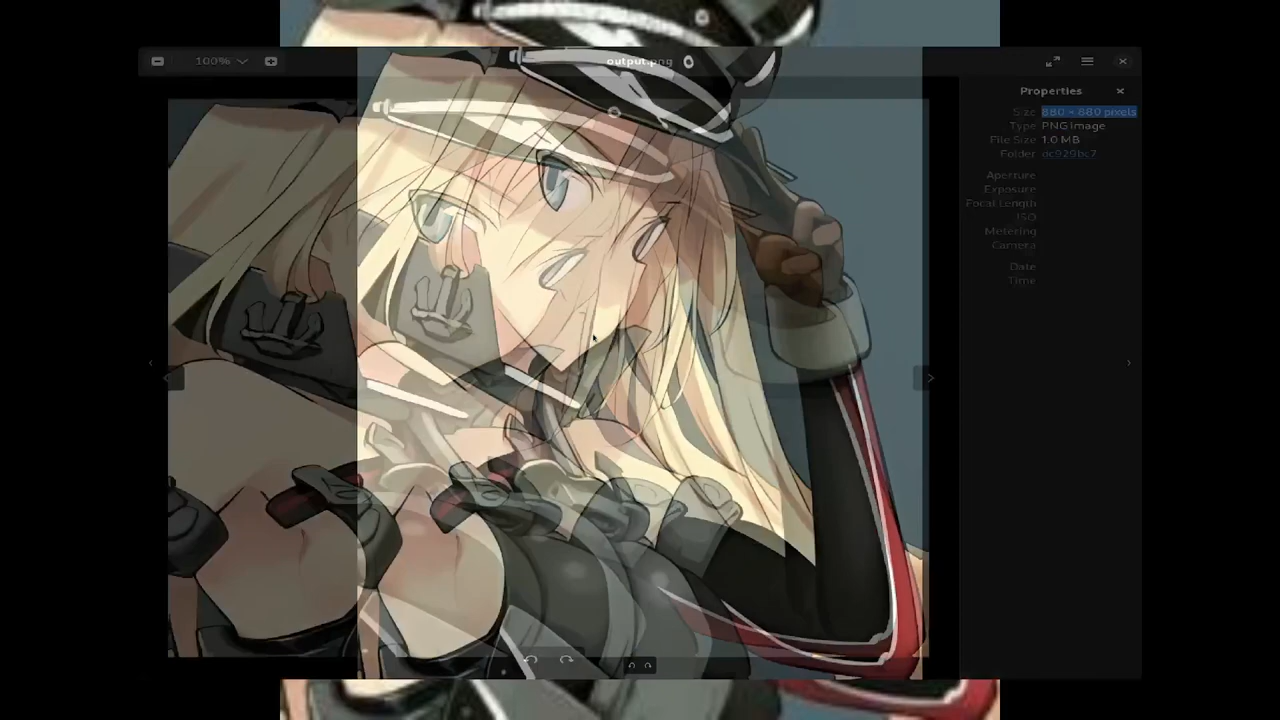 100%
output.png
Properties
Size 880 × 880 pixels
Type PNG image
File Size 1.0 MB
Folder dc929bc7
Aperture
Exposure
Focal Length
ISO
Metering
Camera
Date
Time